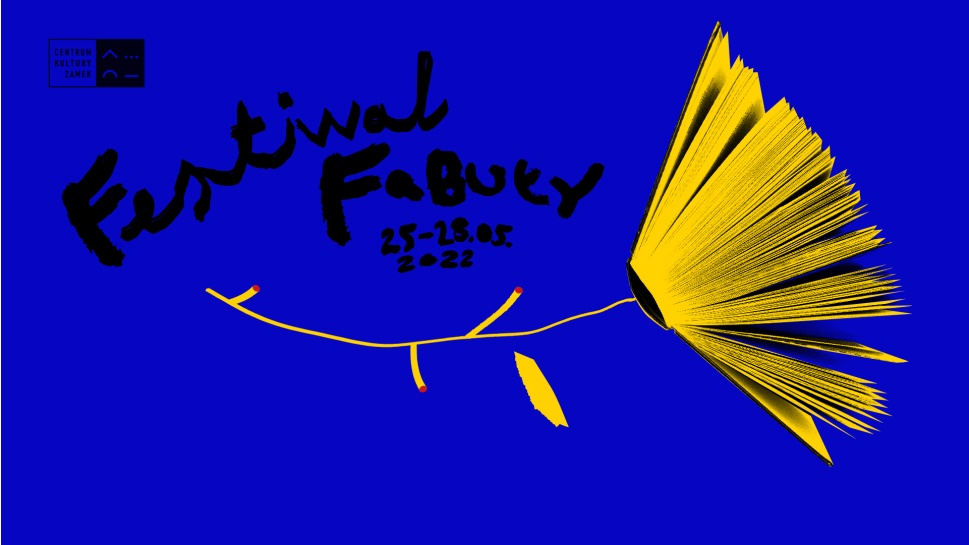 CENTRUM
KULTURY
ZAMEK
Festiwal
FaBUŁY
25-28.05.
2022